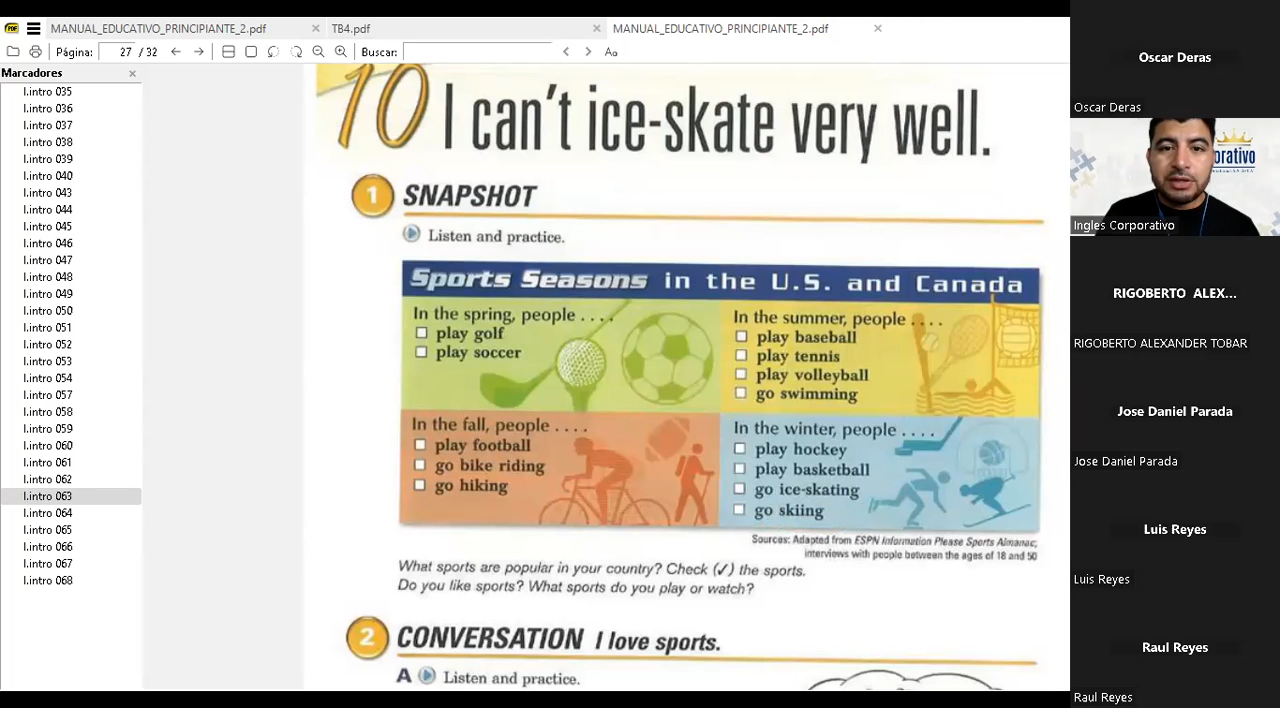 MANUAL_EDUCATIVO_PRINCIPIANTE_2.pdf
TB4.pdf
MANUAL_EDUCATIVO_PRINCIPIANTE_2.pdf
Página: 27 / 32
Buscar:
Marcadores
I.intro 035
I.intro 036
I.intro 037
I.intro 038
I.intro 039
I.intro 040
I.intro 043
I.intro 044
I.intro 045
I.intro 046
I.intro 047
I.intro 048
I.intro 049
I.intro 050
I.intro 051
I.intro 052
I.intro 053
I.intro 054
I.intro 057
I.intro 058
I.intro 059
I.intro 060
I.intro 061
I.intro 062
I.intro 063
I.intro 064
I.intro 065
I.intro 066
I.intro 067
I.intro 068
10 I can't ice-skate very well.
1 SNAPSHOT
Listen and practice.
Sports Seasons in the U.S. and Canada
In the spring, people . . . .
play golf
play soccer
In the summer, people . . . .
play baseball
play tennis
play volleyball
go swimming
In the fall, people . . . .
play football
go bike riding
go hiking
In the winter, people . . . .
play hockey
play basketball
go ice-skating
go skiing
Sources: Adapted from ESPN Information Please Sports Almanac;
interviews with people between the ages of 18 and 50
What sports are popular in your country? Check (✓) the sports.
Do you like sports? What sports do you play or watch?
2 CONVERSATION I love sports.
A Listen and practice.
Oscar Deras
Oscar Deras
orativo
Ingles Corporativo
RIGOBERTO ALEX...
RIGOBERTO ALEXANDER TOBAR
Jose Daniel Parada
Jose Daniel Parada
Luis Reyes
Luis Reyes
Raul Reyes
Raul Reyes